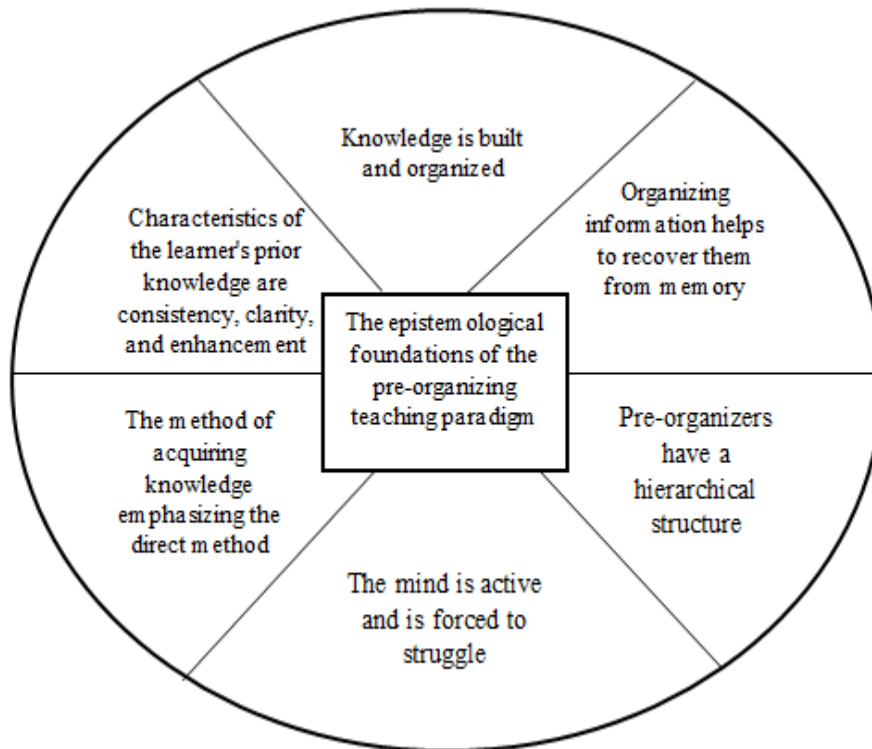 Knowledge is built
and organized
Organizing
information helps
to recover them
from memory
Characteristics of
the learner's prior
knowledge are
consistency, clarity,
and enhancement
The epistemological
foundations of the
pre-organizing
teaching paradigm
The method of
acquiring
knowledge
emphasizing the
direct method
Pre-organizers
have a
hierarchical
structure
The mind is active
and is forced to
struggle